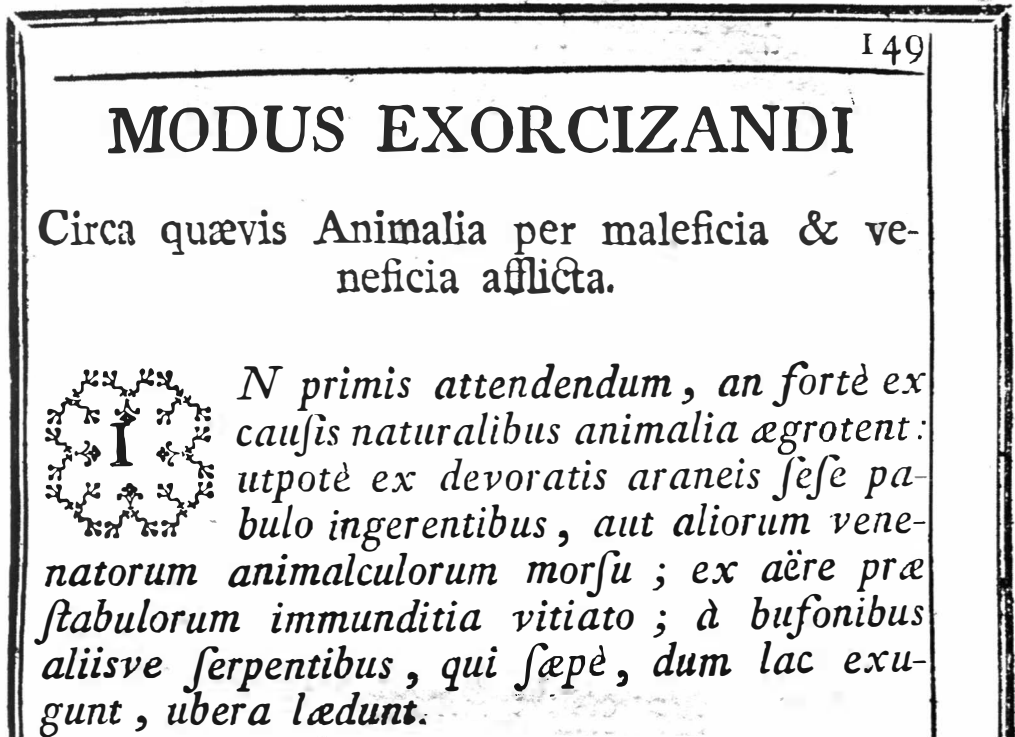 149
MODUS EXORCIZANDI
Circa quævis Animalia per maleficia & ve-
neficia afflicta.
IN primis attendendum, an fortè ex
cauſis naturalibus animalia ægrotent:
utpotè ex devoratis araneis ſeſe pa-
bulo ingerentibus, aut aliorum vene-
natorum animalculorum morſu; ex aëre præ
ſtabulorum immunditia vitiato; à bufonibus
aliisve ſerpentibus, qui ſæpè, dum lac exu-
gunt, ubera lædunt.